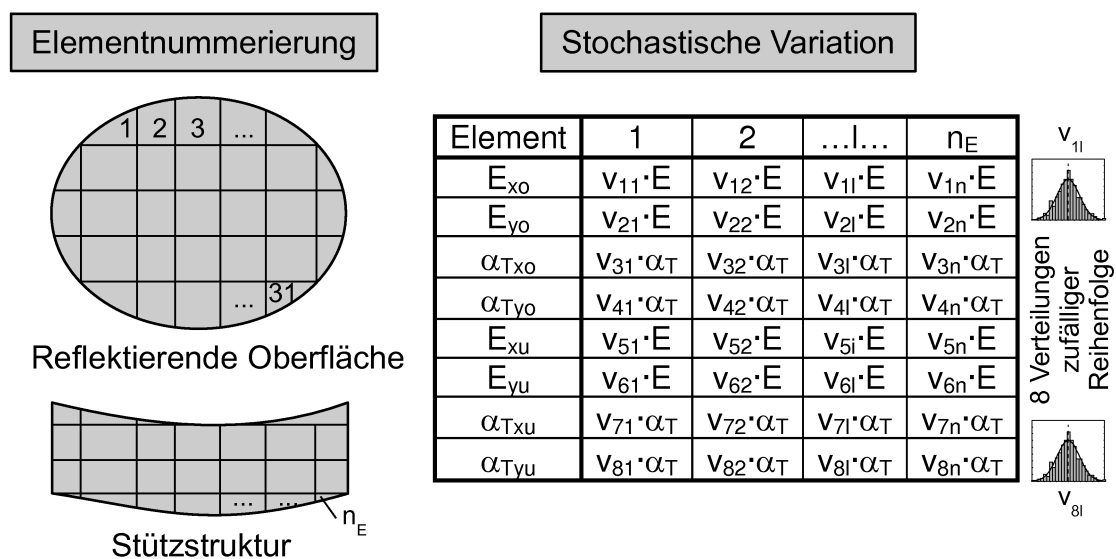 Elementnummerierung
1 2 3 ...
... 31
Reflektierende Oberfläche
... ...
n_E
Stützstruktur
Stochastische Variation
Element 1 2 ...l... n_E
E_xo v_11·E v_12·E v_1l·E v_1n·E
E_yo v_21·E v_22·E v_2l·E v_2n·E
α_Txo v_31·α_T v_32·α_T v_3l·α_T v_3n·α_T
α_Tyo v_41·α_T v_42·α_T v_4l·α_T v_4n·α_T
E_xu v_51·E v_52·E v_5i·E v_5n·E
E_yu v_61·E v_62·E v_6l·E v_6n·E
α_Txu v_71·α_T v_72·α_T v_7l·α_T v_7n·α_T
α_Tyu v_81·α_T v_82·α_T v_8l·α_T v_8n·α_T
v_1l
8 Verteilungen
zufälliger
Reihenfolge
v_8l